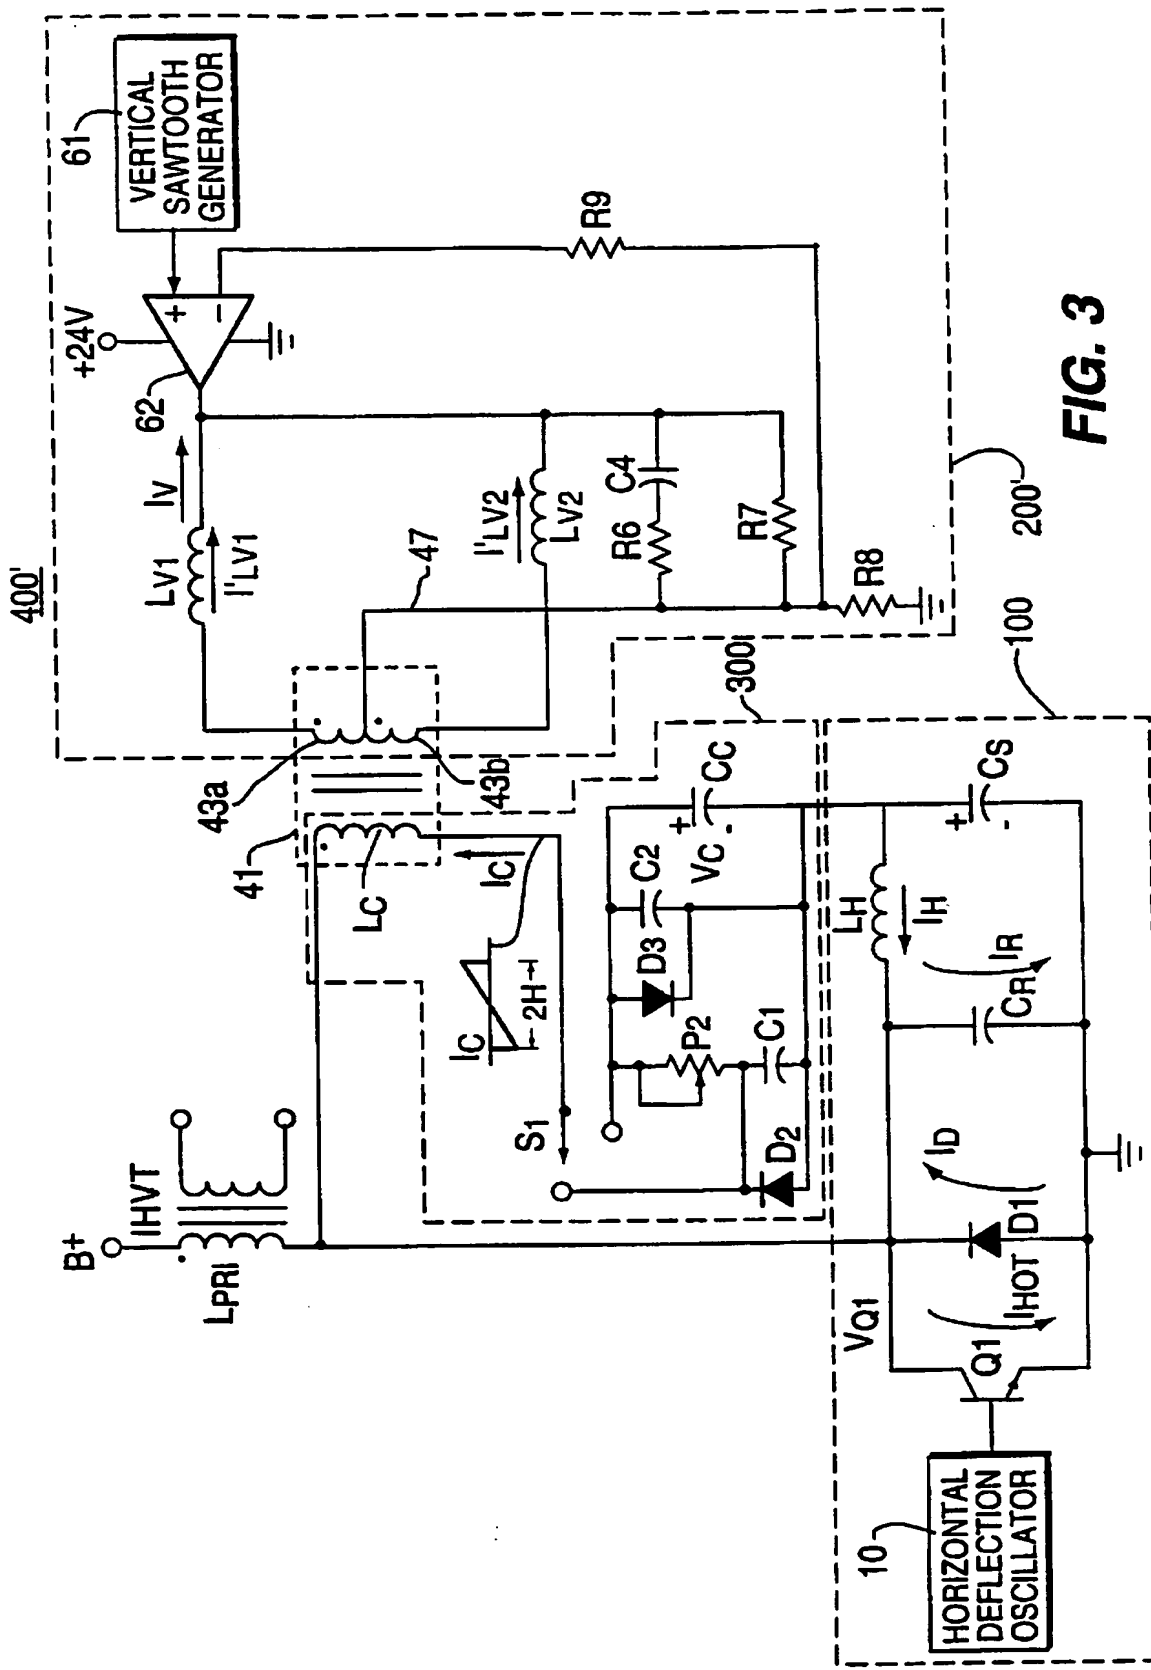 400'
61
VERTICAL
SAWTOOTH
GENERATOR
+24V
+
−
62
IV
LV1
I'LV1
R9
I'LV2
LV2
47
C4
R6
R7
R8
200'
43a
43b
41
LC
IC
IC
2H
300
B+
IHVT
LPRI
S1
P2
D3
C2
CC
+
VC
-
C1
D2
100
LH
IH
CS
+
-
IR
CR
ID
D1
IHOT
VQ1
Q1
10
HORIZONTAL
DEFLECTION
OSCILLATOR
FIG. 3